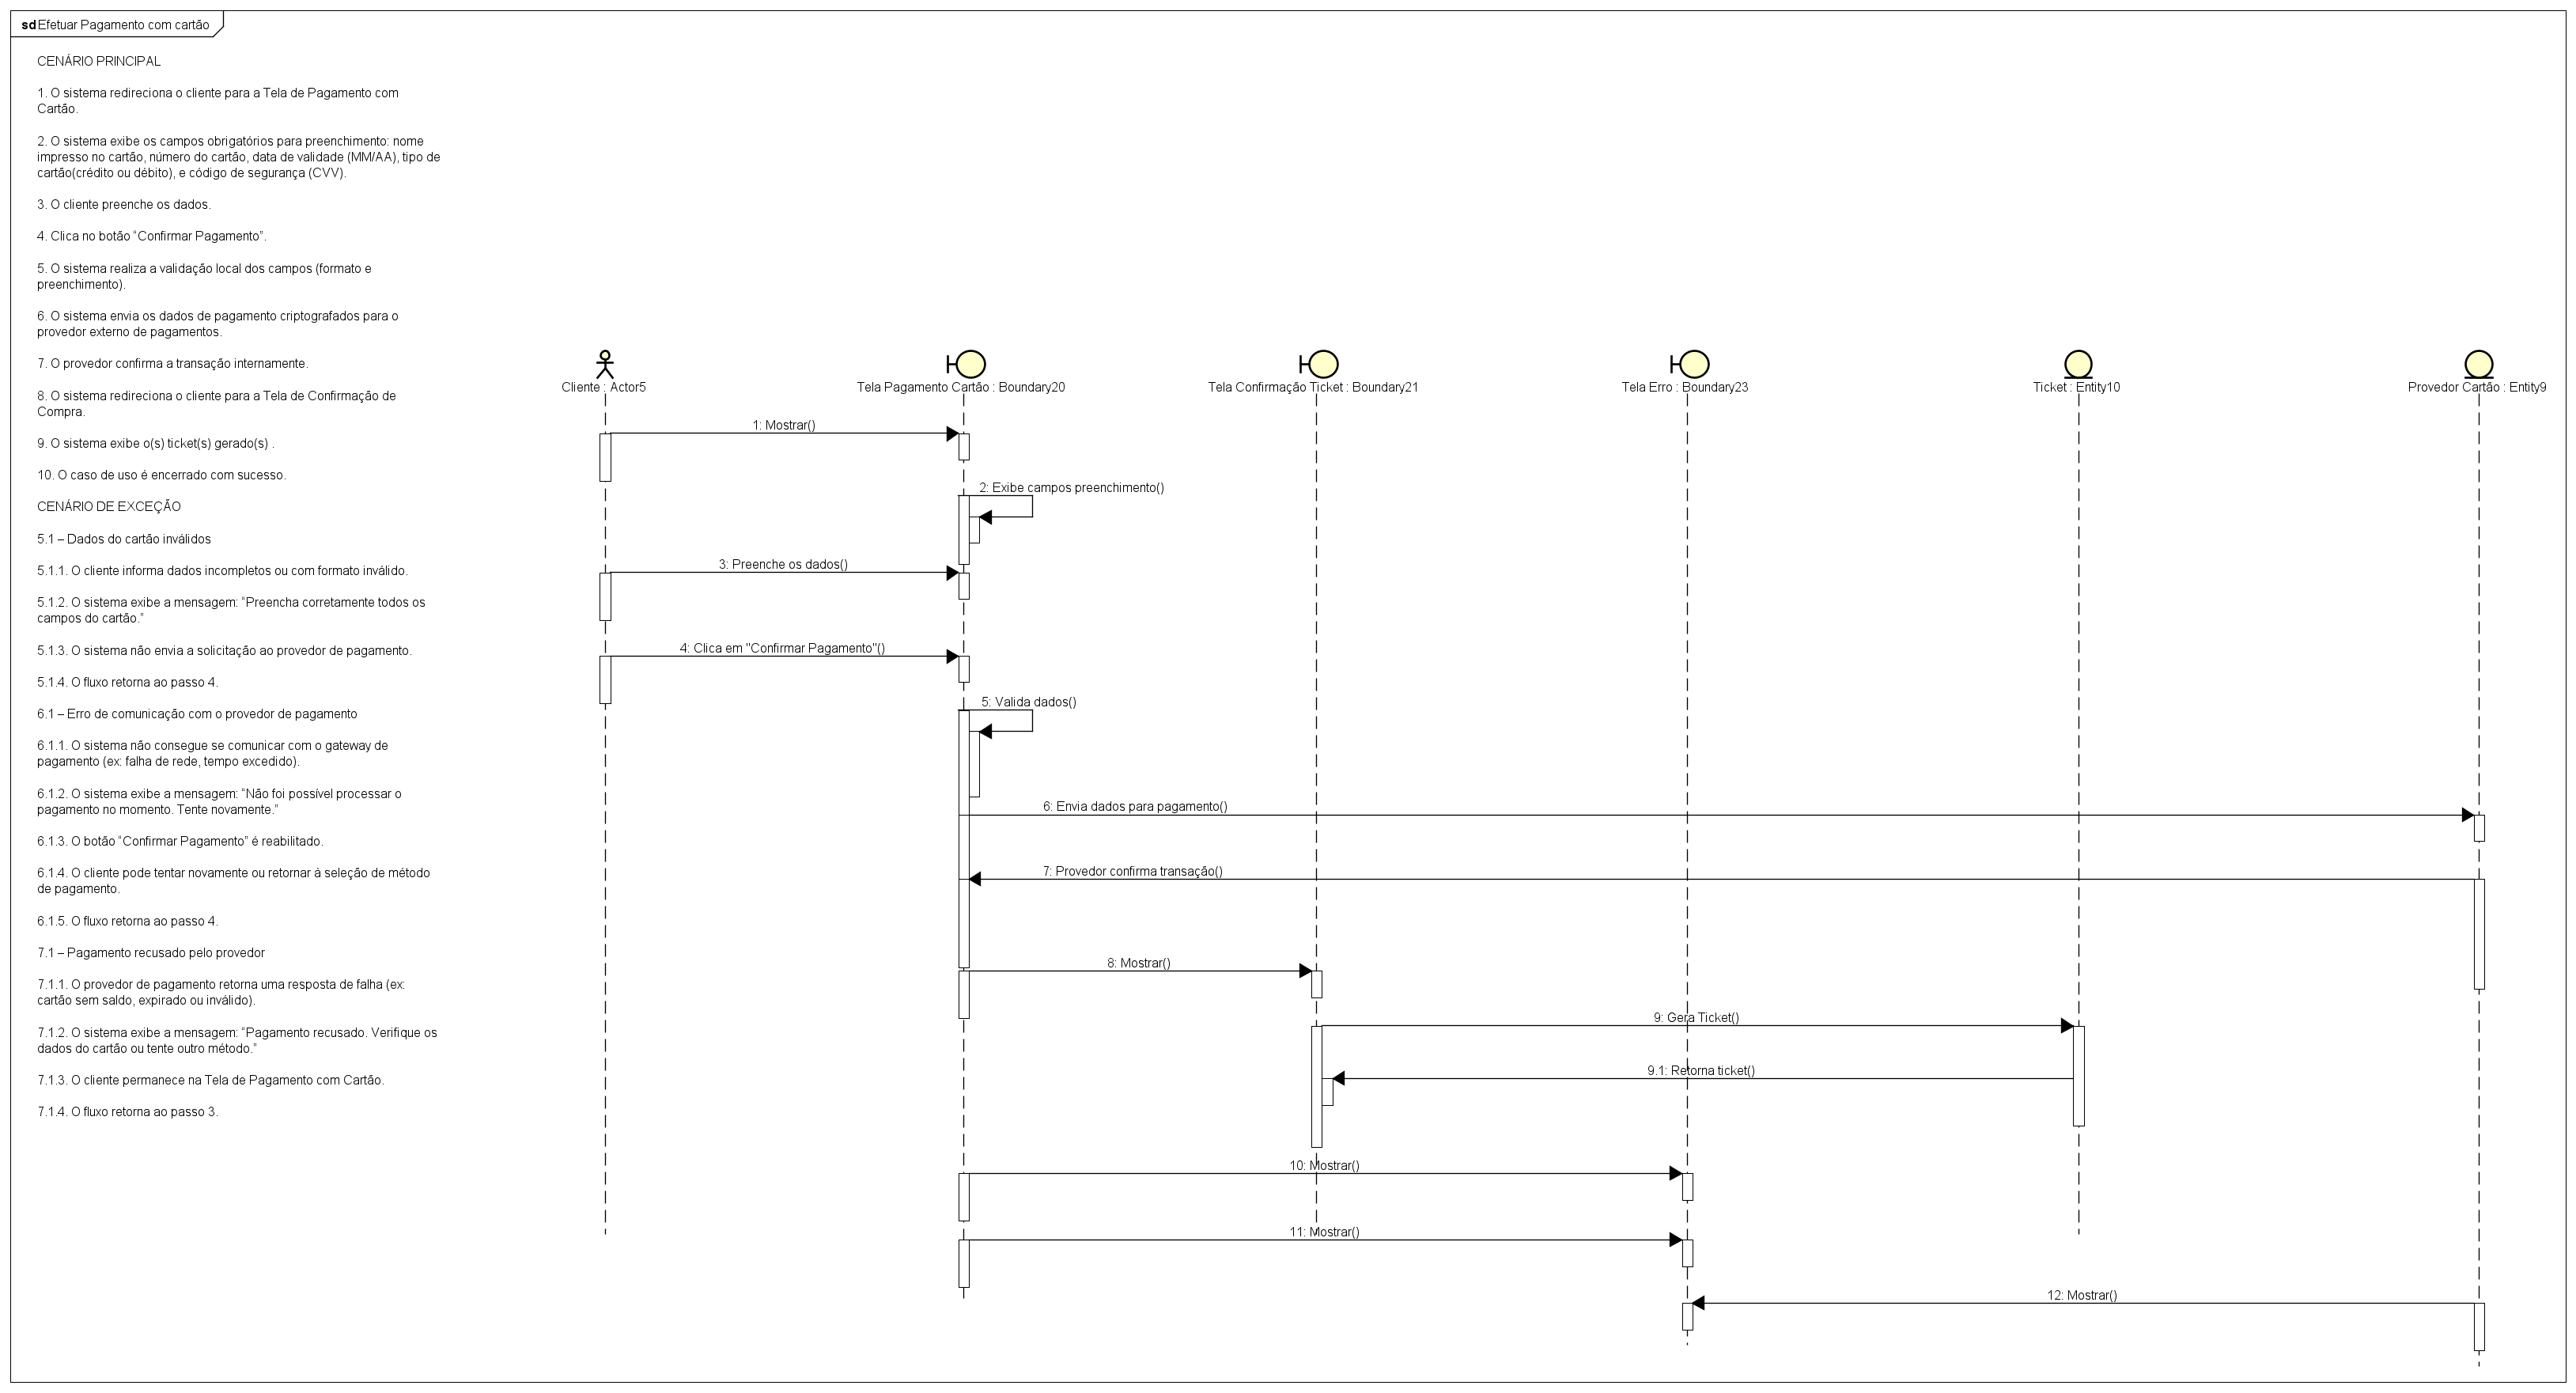 sd Efetuar Pagamento com cartão
CENÁRIO PRINCIPAL
1. O sistema redireciona o cliente para a Tela de Pagamento com
Cartão.
2. O sistema exibe os campos obrigatórios para preenchimento: nome
impresso no cartão, número do cartão, data de validade (MM/AA), tipo de
cartão(crédito ou débito), e código de segurança (CVV).
3. O cliente preenche os dados.
4. Clica no botão “Confirmar Pagamento”.
5. O sistema realiza a validação local dos campos (formato e
preenchimento).
6. O sistema envia os dados de pagamento criptografados para o
provedor externo de pagamentos.
7. O provedor confirma a transação internamente.
8. O sistema redireciona o cliente para a Tela de Confirmação de
Compra.
9. O sistema exibe o(s) ticket(s) gerado(s) .
10. O caso de uso é encerrado com sucesso.
CENÁRIO DE EXCEÇÃO
5.1 – Dados do cartão inválidos
5.1.1. O cliente informa dados incompletos ou com formato inválido.
5.1.2. O sistema exibe a mensagem: “Preencha corretamente todos os
campos do cartão.”
5.1.3. O sistema não envia a solicitação ao provedor de pagamento.
5.1.4. O fluxo retorna ao passo 4.
6.1 – Erro de comunicação com o provedor de pagamento
6.1.1. O sistema não consegue se comunicar com o gateway de
pagamento (ex: falha de rede, tempo excedido).
6.1.2. O sistema exibe a mensagem: “Não foi possível processar o
pagamento no momento. Tente novamente.”
6.1.3. O botão “Confirmar Pagamento” é reabilitado.
6.1.4. O cliente pode tentar novamente ou retornar à seleção de método
de pagamento.
6.1.5. O fluxo retorna ao passo 4.
7.1 – Pagamento recusado pelo provedor
7.1.1. O provedor de pagamento retorna uma resposta de falha (ex:
cartão sem saldo, expirado ou inválido).
7.1.2. O sistema exibe a mensagem: “Pagamento recusado. Verifique os
dados do cartão ou tente outro método.”
7.1.3. O cliente permanece na Tela de Pagamento com Cartão.
7.1.4. O fluxo retorna ao passo 3.
Cliente : Actor5
Tela Pagamento Cartão : Boundary20
Tela Confirmação Ticket : Boundary21
Tela Erro : Boundary23
Ticket : Entity10
Provedor Cartão : Entity9
1: Mostrar()
2: Exibe campos preenchimento()
3: Preenche os dados()
4: Clica em "Confirmar Pagamento"()
5: Valida dados()
6: Envia dados para pagamento()
7: Provedor confirma transação()
8: Mostrar()
9: Gera Ticket()
9.1: Retorna ticket()
10: Mostrar()
11: Mostrar()
12: Mostrar()